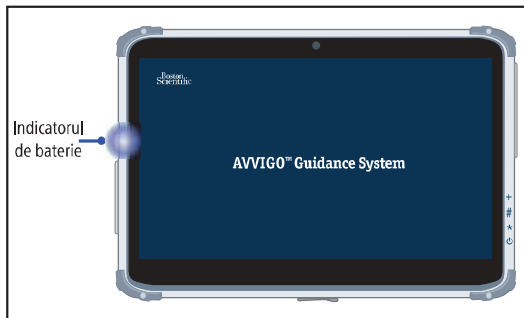 Boston
Scientific
Indicatorul
de baterie
AVVIGO™ Guidance System
+
#
*